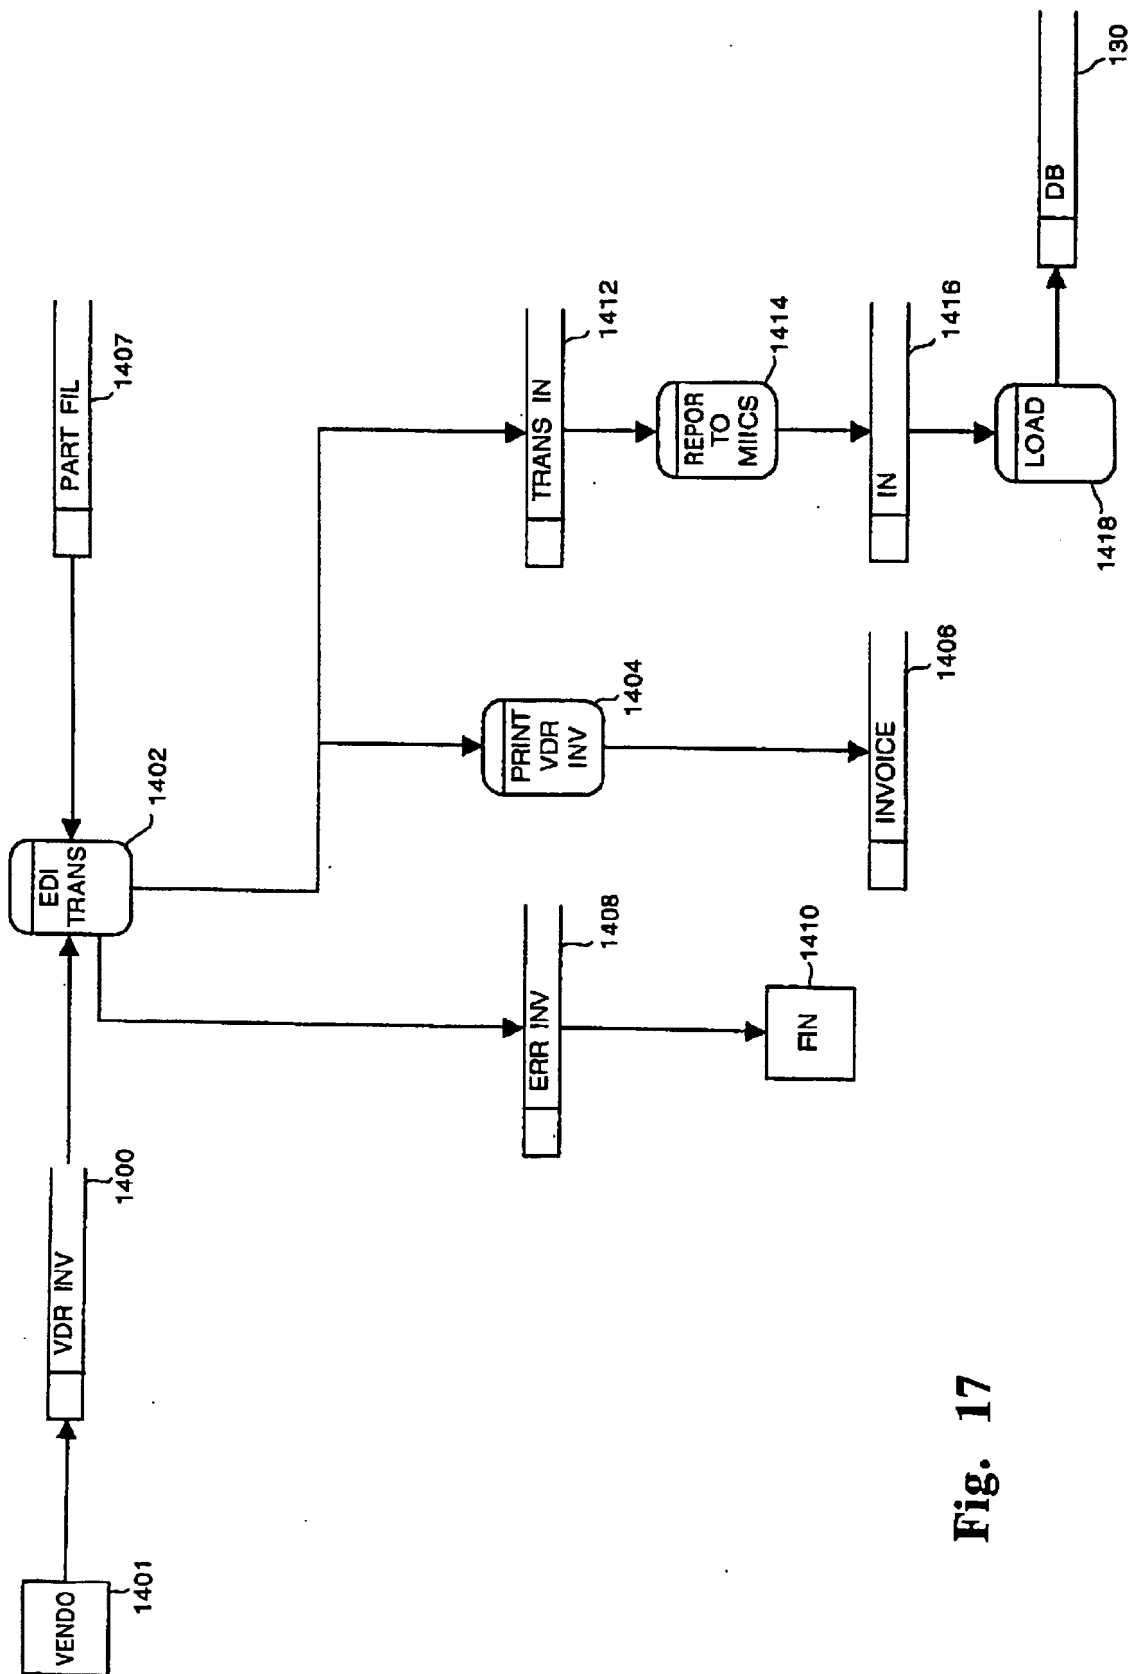 VENDO
1401
VDR INV
1400
EDI
TRANS
1402
PART FIL
1407
ERR INV
1408
FIN
1410
PRINT
VDR
INV
1404
INVOICE
1406
TRANS IN
1412
REPOR
TO
MIICS
1414
IN
1416
LOAD
1418
DB
130
Fig. 17